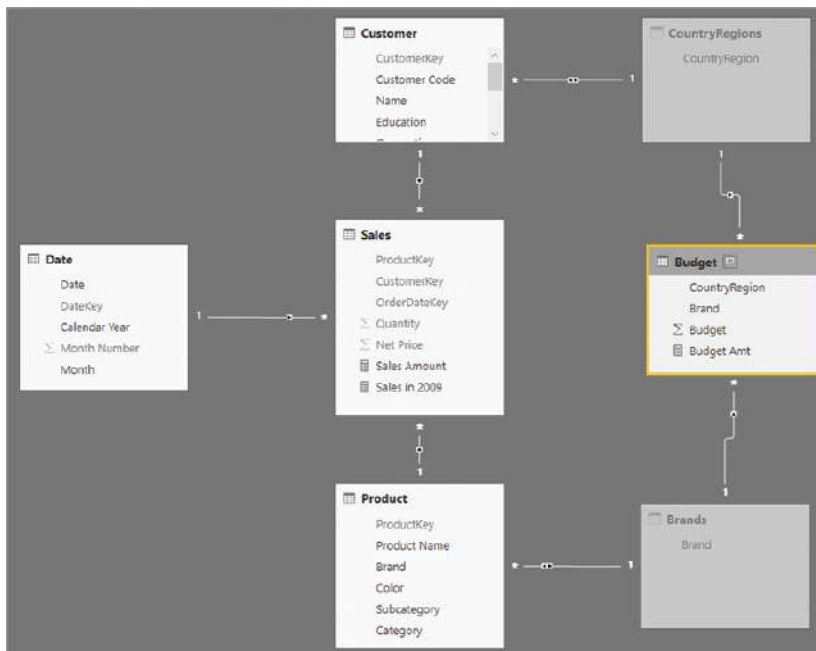 Customer
CustomerKey
Customer Code
Name
Education
CountryRegions
CountryRegion
*
1
1
*
1
*
Date
Date
DateKey
Calendar Year
Month Number
Month
1
*
Sales
ProductKey
CustomerKey
OrderDateKey
Quantity
Net Price
Sales Amount
Sales in 2009
Budget
CountryRegion
Brand
Budget
Budget Amt
*
1
*
1
Product
ProductKey
Product Name
Brand
Color
Subcategory
Category
*
1
Brands
Brand